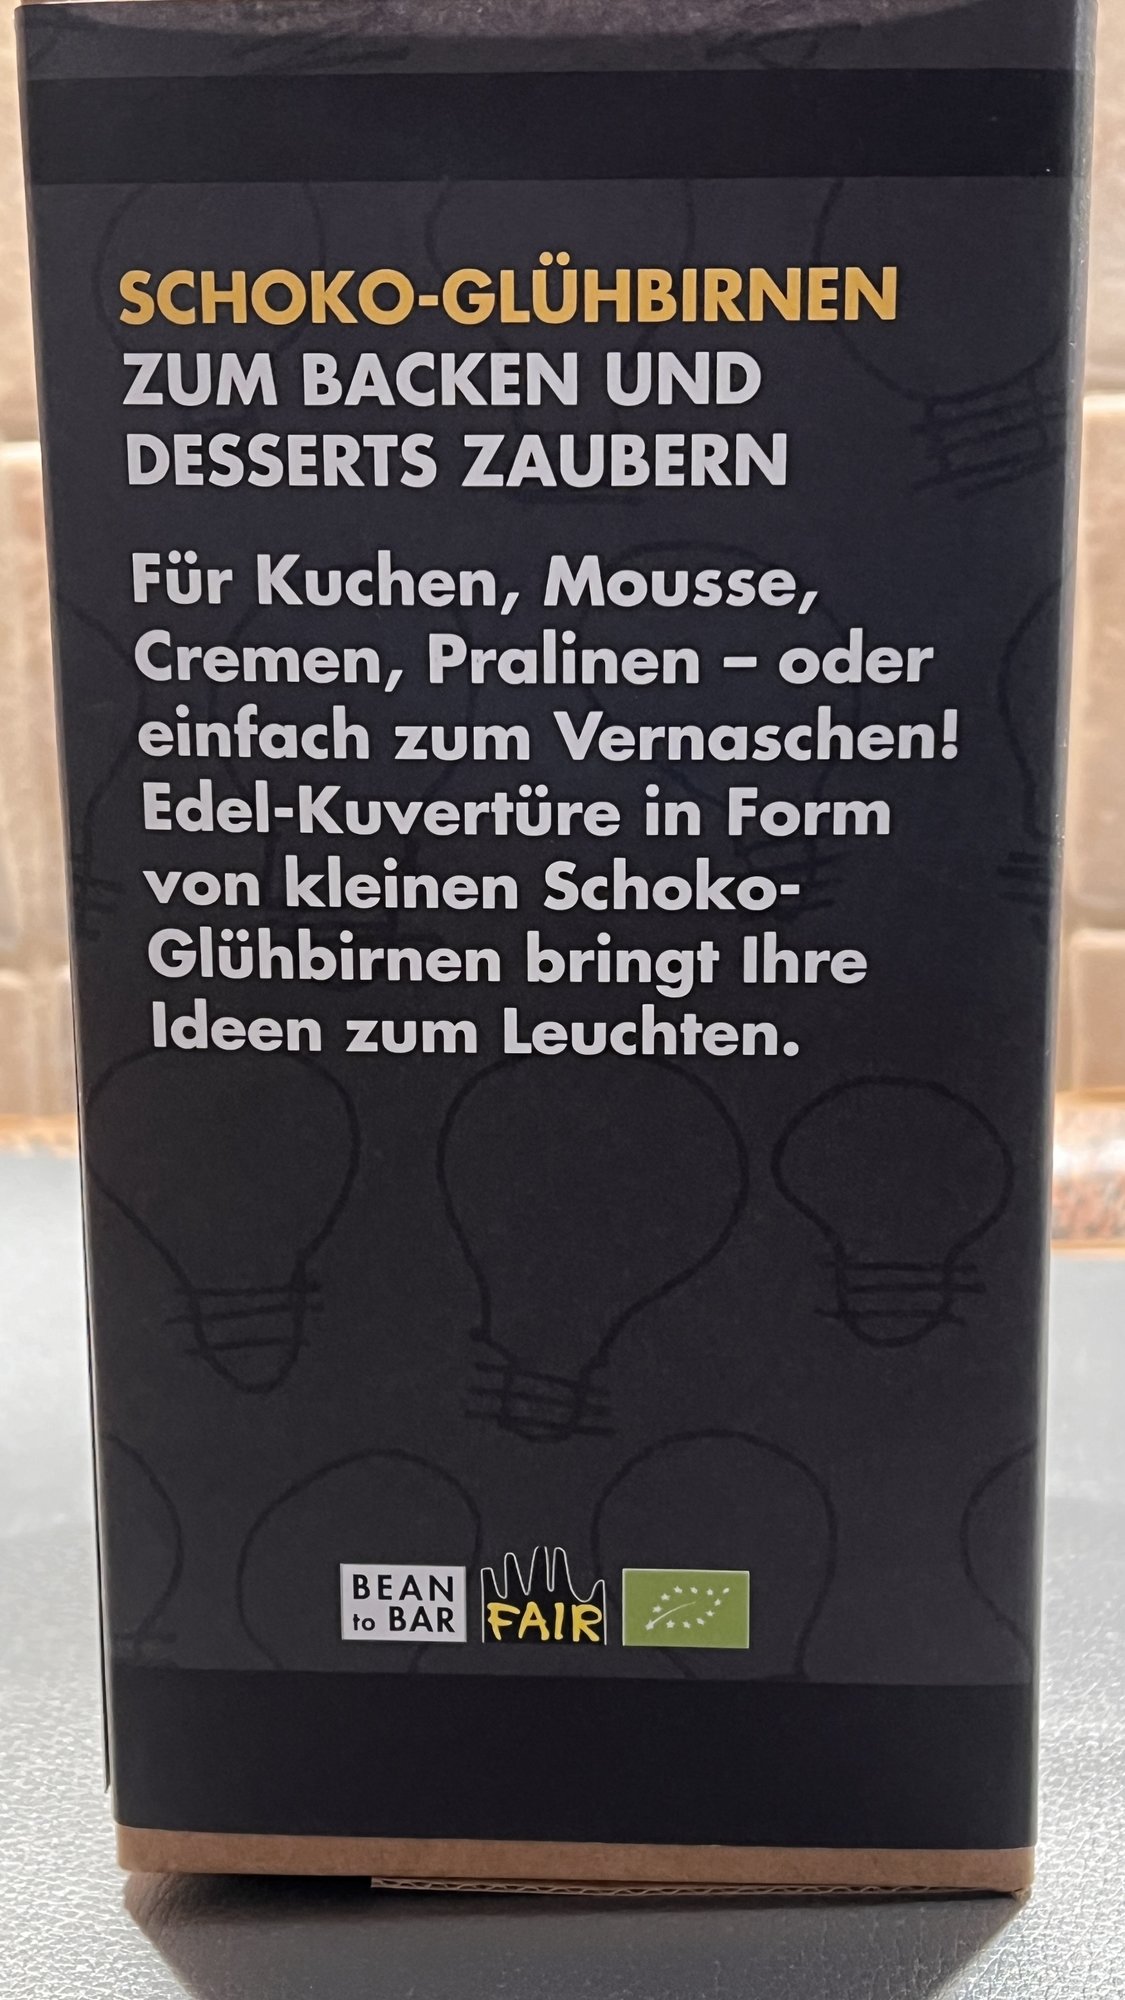 SCHOKO-GLÜHBIRNEN
ZUM BACKEN UND
DESSERTS ZAUBERN
Für Kuchen, Mousse,
Cremen, Pralinen – oder
einfach zum Vernaschen!
Edel-Kuvertüre in Form
von kleinen Schoko-
Glühbirnen bringt Ihre
Ideen zum Leuchten.
BEAN
to BAR
FAIR